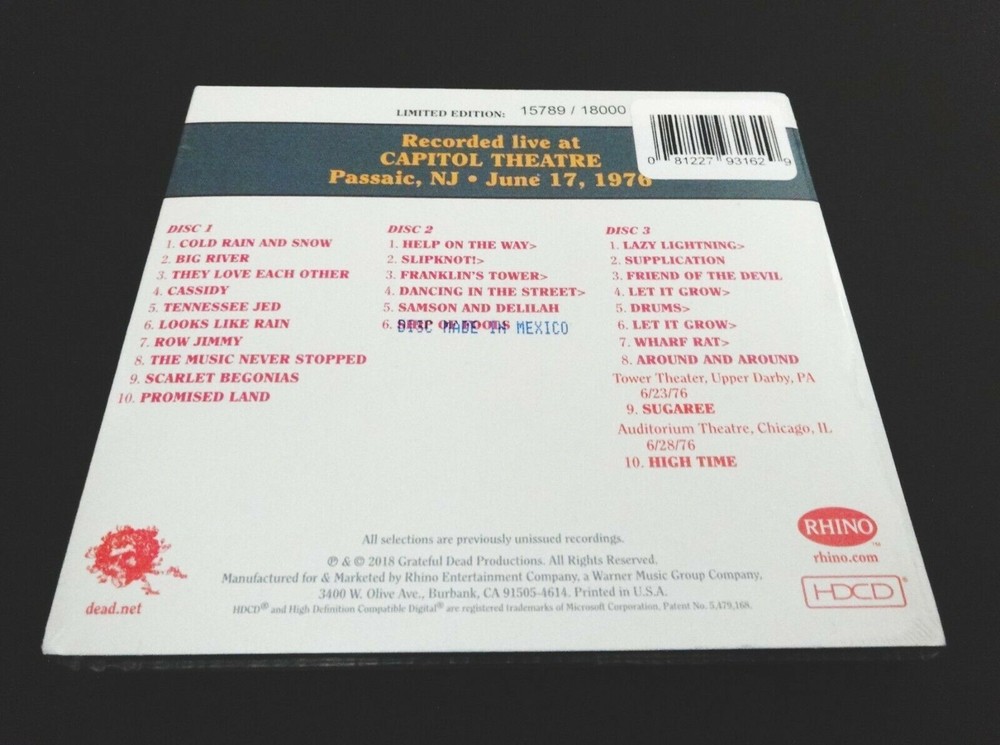 LIMITED EDITION: 15789 / 18000
0 81227 93162 9
Recorded live at
CAPITOL THEATRE
Passaic, NJ • June 17, 1976
DISC 1
1. COLD RAIN AND SNOW
2. BIG RIVER
3. THEY LOVE EACH OTHER
4. CASSIDY
5. TENNESSEE JED
6. LOOKS LIKE RAIN
7. ROW JIMMY
8. THE MUSIC NEVER STOPPED
9. SCARLET BEGONIAS
10. PROMISED LAND
DISC 2
1. HELP ON THE WAY>
2. SLIPKNOT!>
3. FRANKLIN'S TOWER>
4. DANCING IN THE STREET>
5. SAMSON AND DELILAH
6. SHIP OF FOOLS
DISC MADE IN MEXICO
DISC 3
1. LAZY LIGHTNING>
2. SUPPLICATION
3. FRIEND OF THE DEVIL
4. LET IT GROW>
5. DRUMS>
6. LET IT GROW>
7. WHARF RAT>
8. AROUND AND AROUND
Tower Theater, Upper Darby, PA
6/23/76
9. SUGAREE
Auditorium Theatre, Chicago, IL
6/28/76
10. HIGH TIME
dead.net
All selections are previously unissued recordings.
℗ & © 2018 Grateful Dead Productions. All Rights Reserved.
Manufactured for & Marketed by Rhino Entertainment Company, a Warner Music Group Company,
3400 W. Olive Ave., Burbank, CA 91505-4614. Printed in U.S.A.
HDCD® and High Definition Compatible Digital® are registered trademarks of Microsoft Corporation, Patent No. 5,479,168.
RHINO™
rhino.com
HDCD®